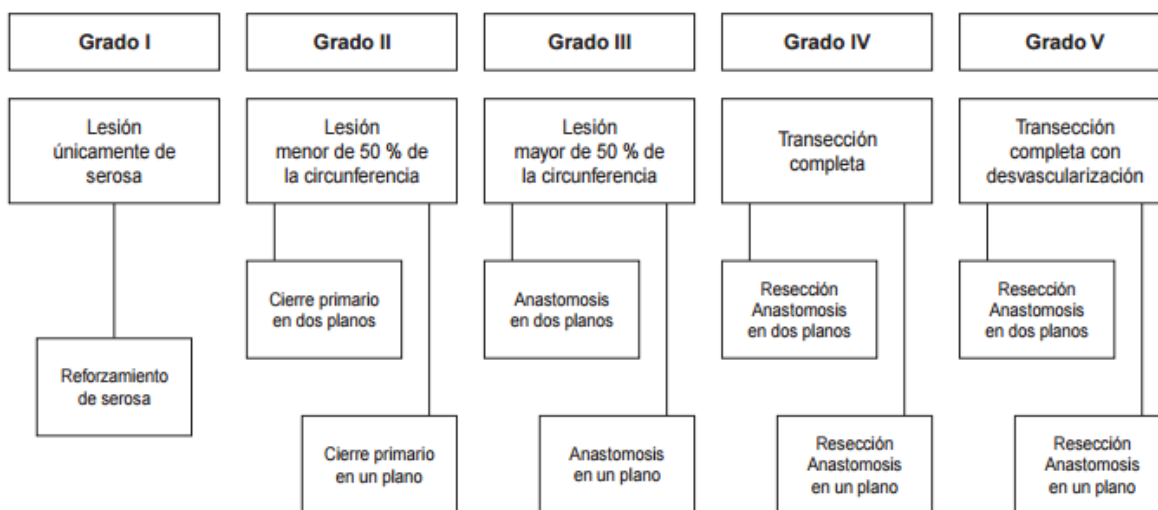 Grado I
Grado II
Grado III
Grado IV
Grado V
Lesión
únicamente de
serosa
Lesión
menor de 50 % de
la circunferencia
Lesión
mayor de 50 % de
la circunferencia
Transección
completa
Transección
completa con
desvascularización
Cierre primario
en dos planos
Anastomosis
en dos planos
Resección
Anastomosis
en dos planos
Resección
Anastomosis
en dos planos
Reforzamiento
de serosa
Cierre primario
en un plano
Anastomosis
en un plano
Resección
Anastomosis
en un plano
Resección
Anastomosis
en un plano